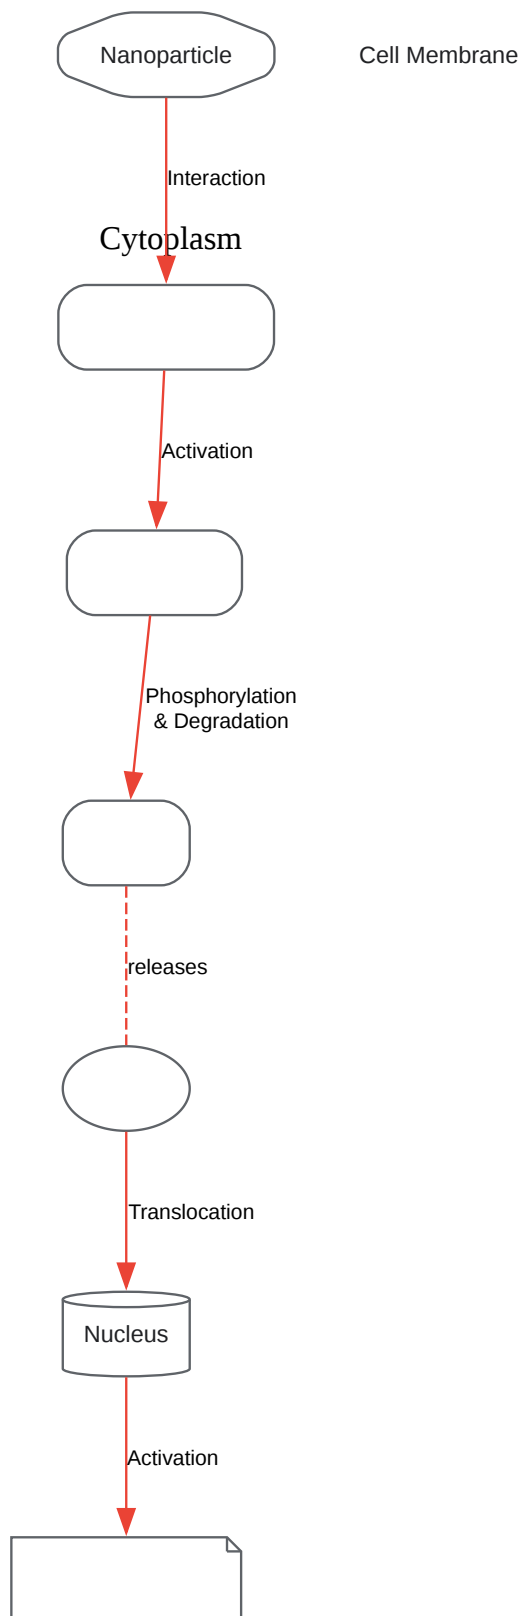 Nanoparticle
Cell Membrane
Interaction
Cytoplasm
Activation
Phosphorylation
& Degradation
releases
Translocation
Nucleus
Activation